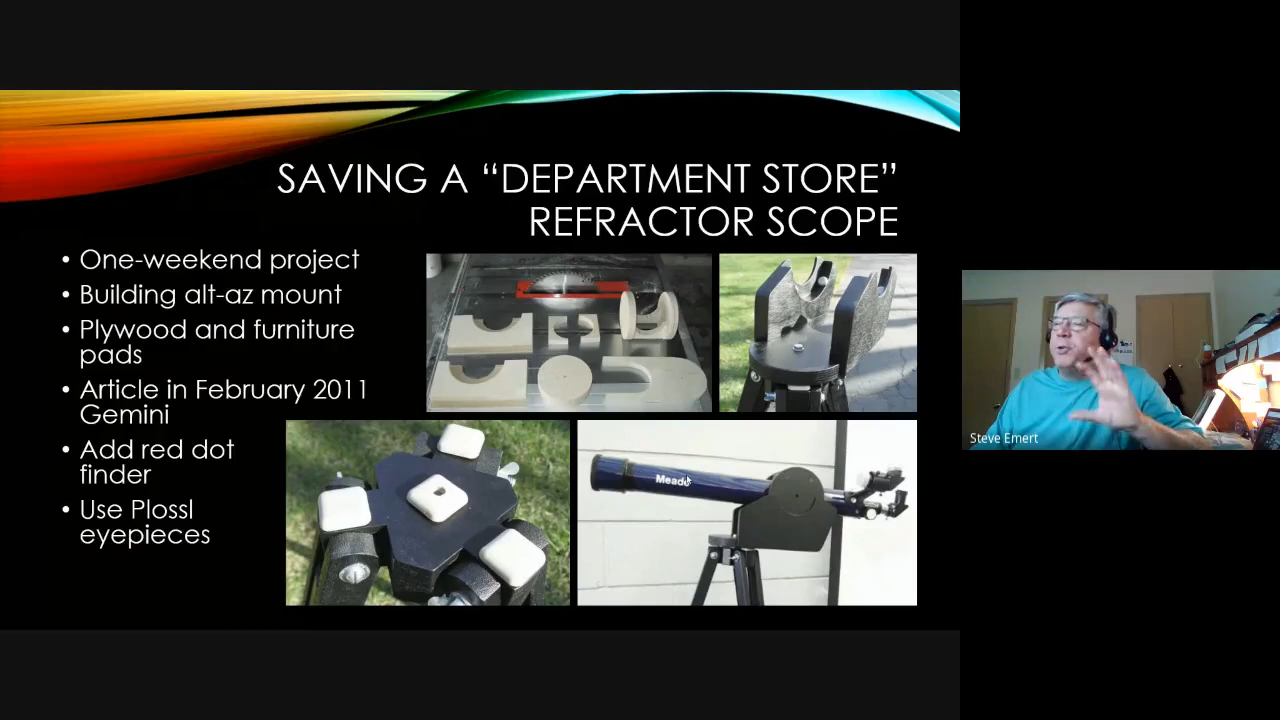 SAVING A “DEPARTMENT STORE”
REFRACTOR SCOPE
• One-weekend project
• Building alt-az mount
• Plywood and furniture
pads
• Article in February 2011
Gemini
• Add red dot
finder
• Use Plossl
eyepieces
Meade
Steve Emert